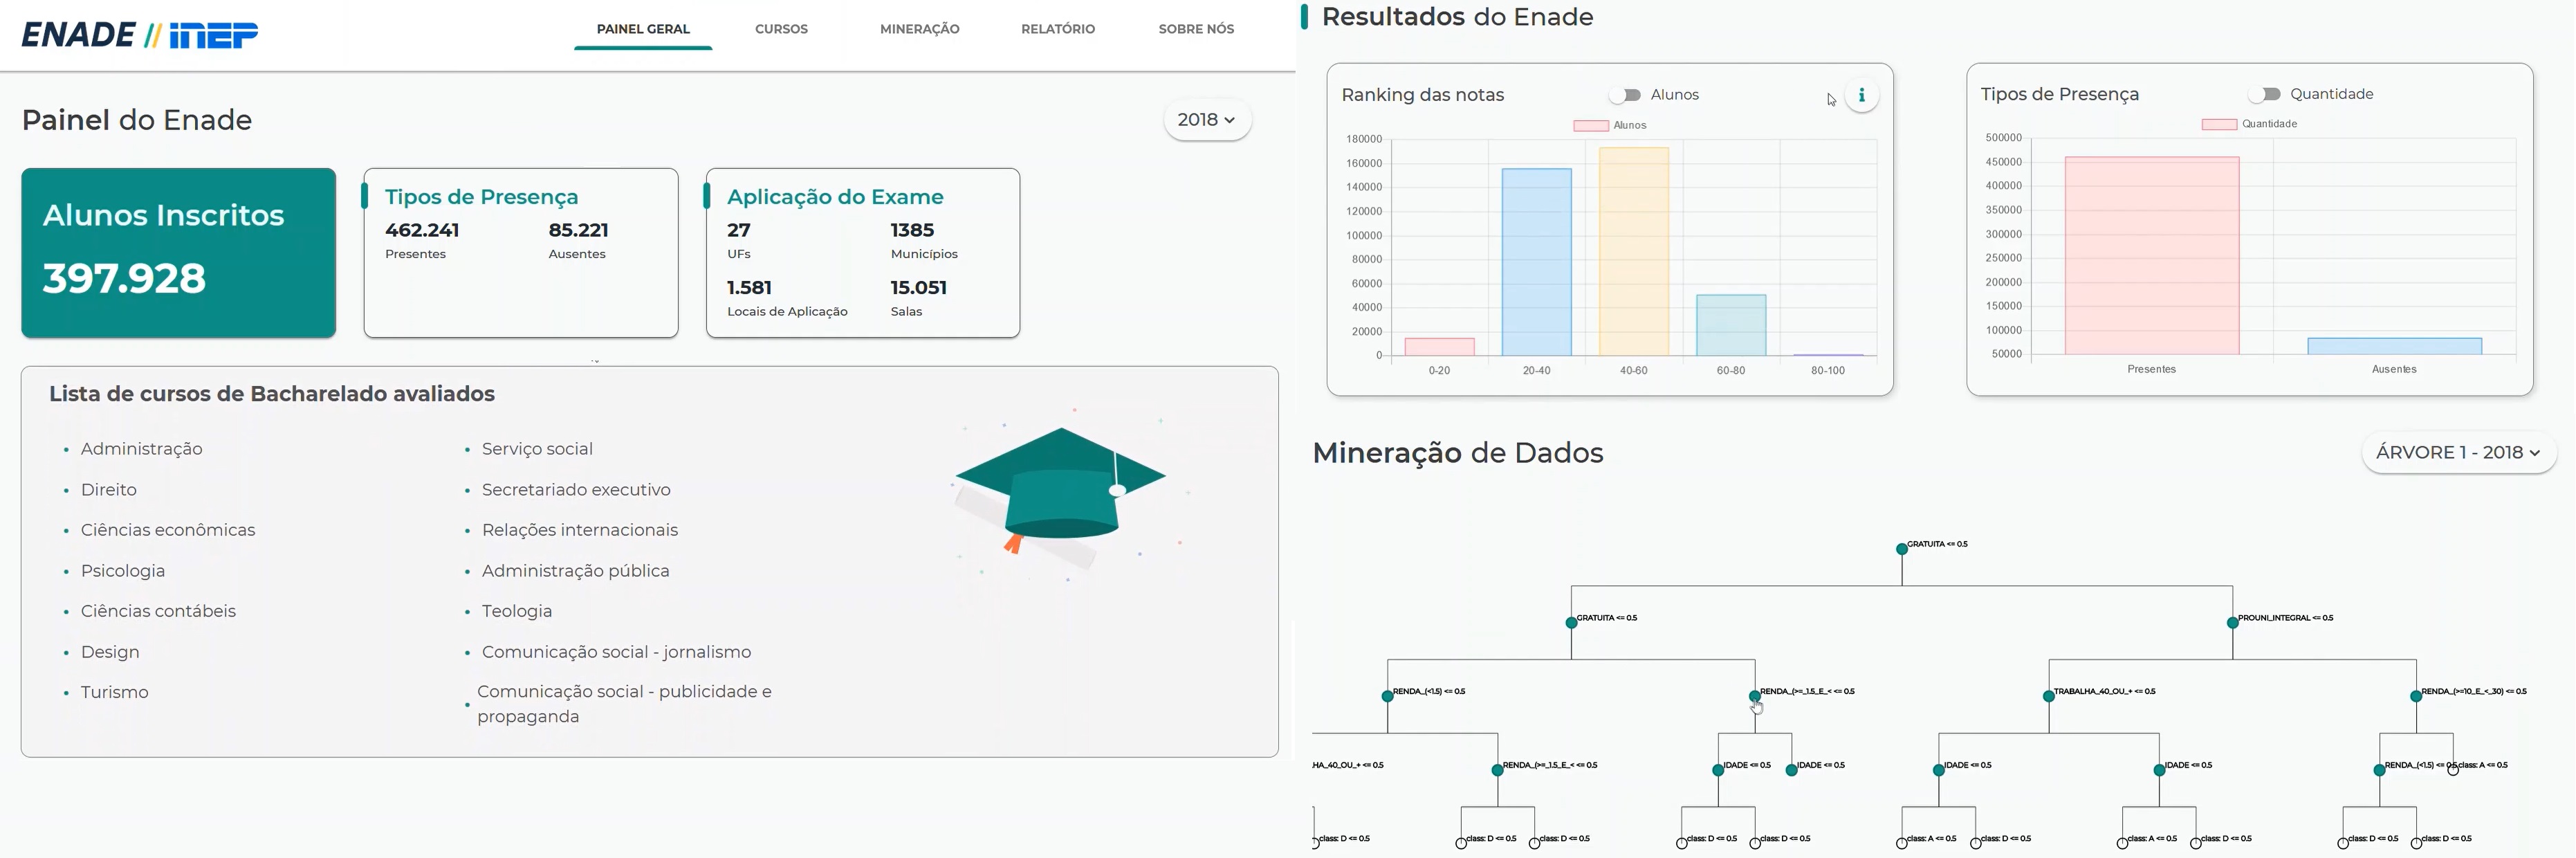 ENADE // inEP
PAINEL GERAL
CURSOS
MINERAÇÃO
RELATÓRIO
SOBRE NÓS
Painel do Enade
2018
Alunos Inscritos
397.928
Tipos de Presença
462.241
85.221
Presentes
Ausentes
Aplicação do Exame
27
1385
UFs
Municípios
1.581
15.051
Locais de Aplicação
Salas
Lista de cursos de Bacharelado avaliados
• Administração
• Direito
• Ciências econômicas
• Psicologia
• Ciências contábeis
• Design
• Turismo
• Serviço social
• Secretariado executivo
• Relações internacionais
• Administração pública
• Teologia
• Comunicação social - jornalismo
• Comunicação social - publicidade e
propaganda
Resultados do Enade
Ranking das notas
Alunos
i
Alunos
180000
160000
140000
120000
100000
80000
60000
40000
20000
0
0-20
20-40
40-60
60-80
80-100
Tipos de Presença
Quantidade
Quantidade
500000
450000
400000
350000
300000
250000
200000
150000
100000
50000
Presentes
Ausentes
Mineração de Dados
ÁRVORE 1 - 2018
GRATUITA <= 0.5
GRATUITA <= 0.5
PROUNI_INTEGRAL <= 0.5
RENDA_(<1.5) <= 0.5
RENDA_(>=_1.5_E_< <= 0.5
TRABALHA_40_OU_+ <= 0.5
RENDA_(>=10_E_<_30) <= 0.5
HA_40_OU_+ <= 0.5
RENDA_(>=_1.5_E_< <= 0.5
IDADE <= 0.5
IDADE <= 0.5
IDADE <= 0.5
IDADE <= 0.5
RENDA_(<1.5) <= 0.5
class: A <= 0.5
class: D <= 0.5
class: D <= 0.5
class: D <= 0.5
class: D <= 0.5
class: D <= 0.5
class: A <= 0.5
class: D <= 0.5
class: A <= 0.5
class: D <= 0.5
class: D <= 0.5
class: D <= 0.5